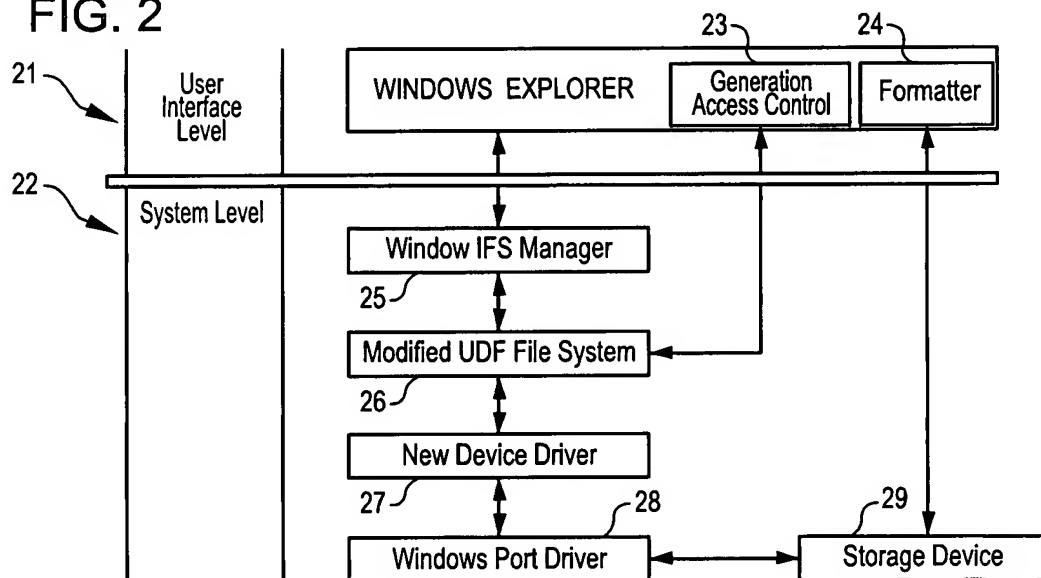 FIG. 2
23
24
21
User
Interface
Level
WINDOWS EXPLORER
Generation
Access Control
Formatter
22
System Level
Window IFS Manager
25
Modified UDF File System
26
New Device Driver
27
28
29
Windows Port Driver
Storage Device